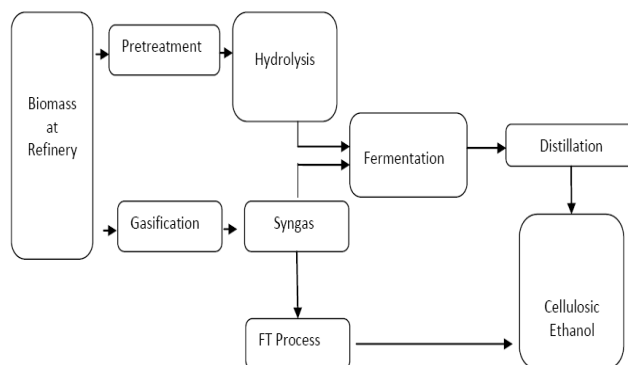 Pretreatment
Hydrolysis
Biomass
at
Refinery
Fermentation
Distillation
Gasification
Syngas
Cellulosic
Ethanol
FT Process